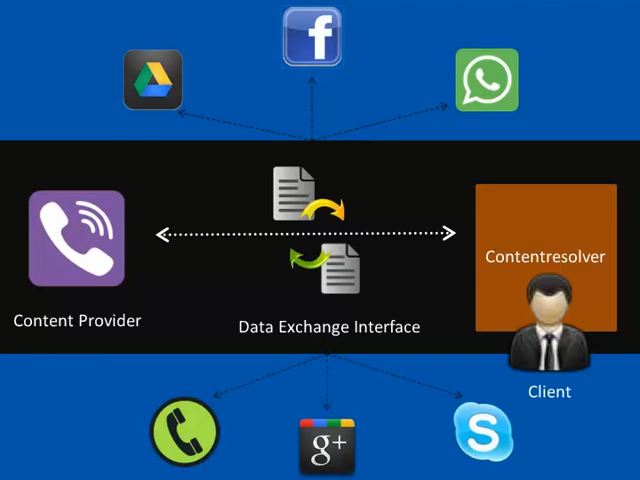 f
Contentresolver
Content Provider
Data Exchange Interface
Client
g+
S